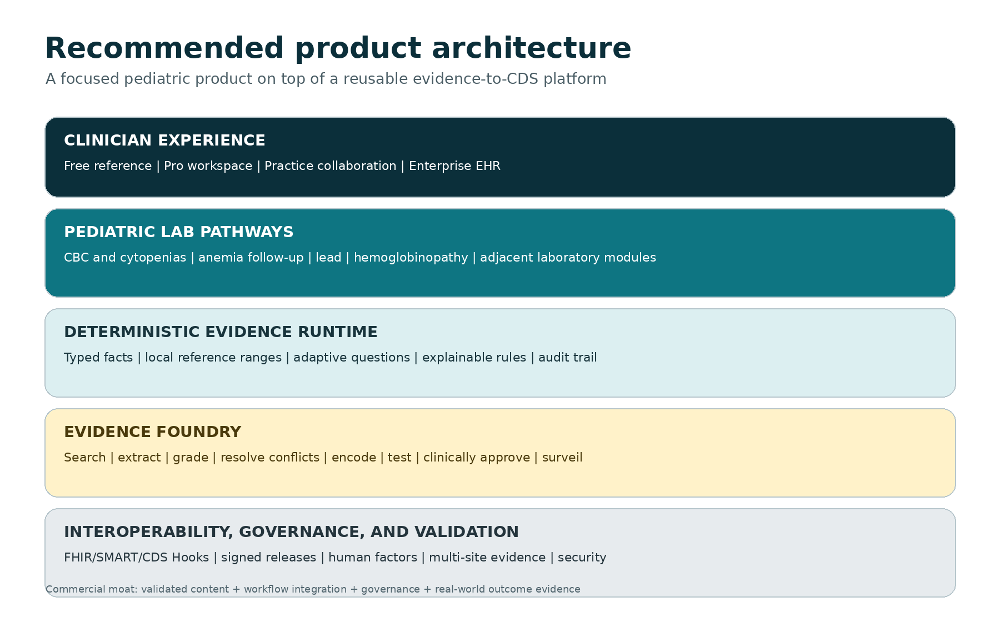 Recommended product architecture
A focused pediatric product on top of a reusable evidence-to-CDS platform
CLINICIAN EXPERIENCE
Free reference | Pro workspace | Practice collaboration | Enterprise EHR
PEDIATRIC LAB PATHWAYS
CBC and cytopenias | anemia follow-up | lead | hemoglobinopathy | adjacent laboratory modules
DETERMINISTIC EVIDENCE RUNTIME
Typed facts | local reference ranges | adaptive questions | explainable rules | audit trail
EVIDENCE FOUNDRY
Search | extract | grade | resolve conflicts | encode | test | clinically approve | surveil
INTEROPERABILITY, GOVERNANCE, AND VALIDATION
FHIR/SMART/CDS Hooks | signed releases | human factors | multi-site evidence | security
Commercial moat: validated content + workflow integration + governance + real-world outcome evidence